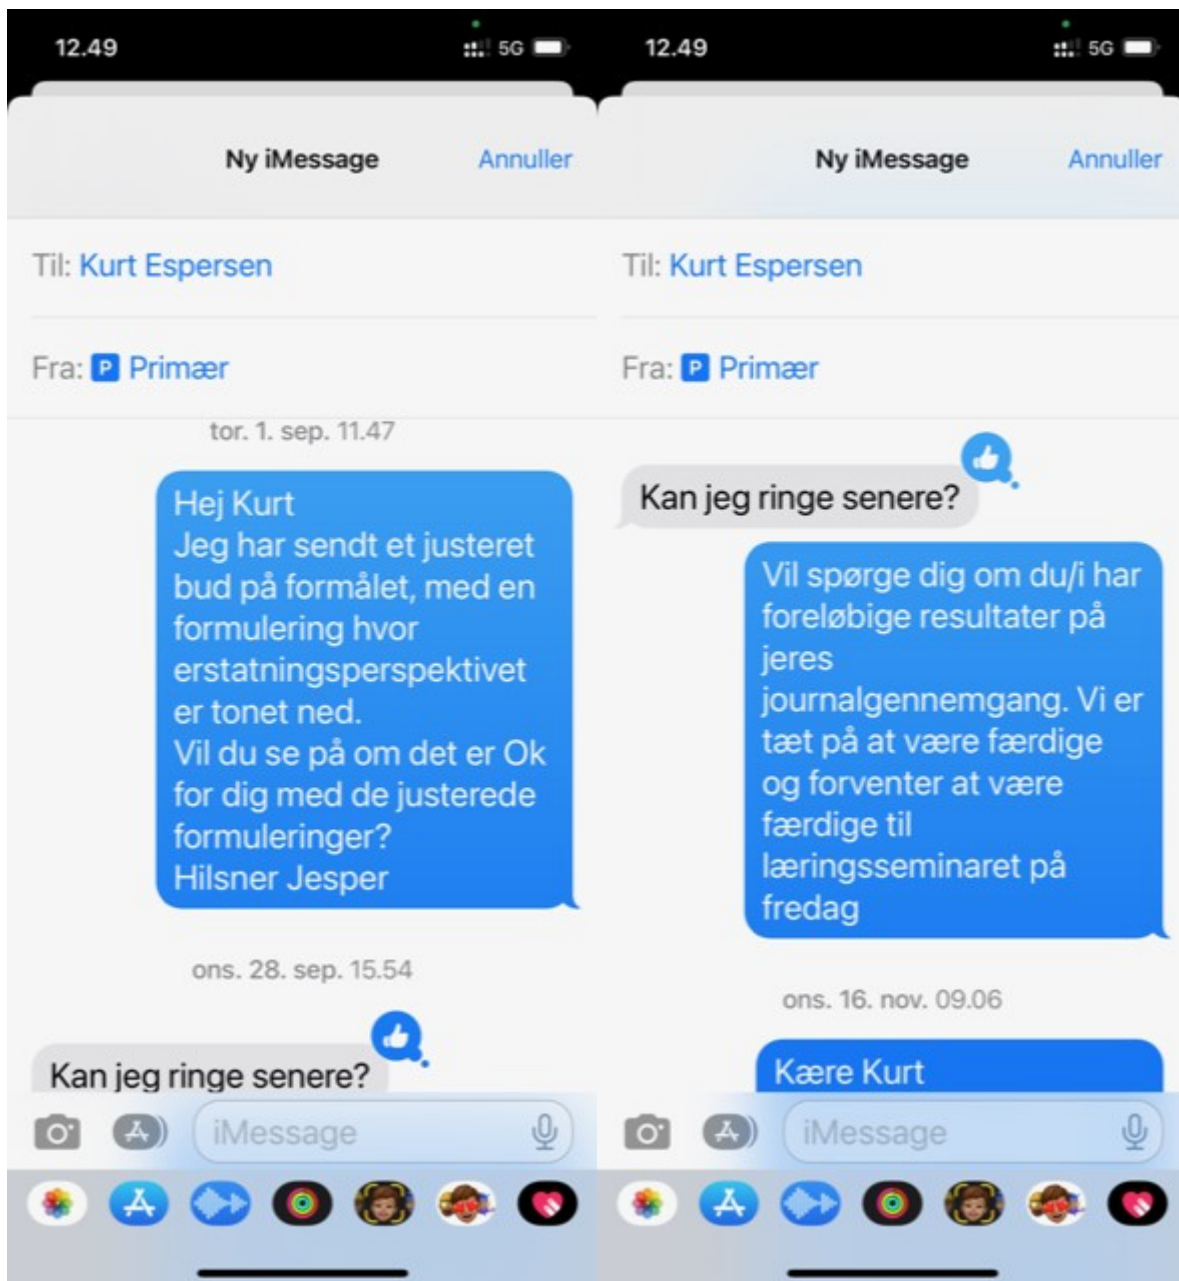 12.49
5G
Ny iMessage
Annuller
Til: Kurt Espersen
Fra: P Primær
tor. 1. sep. 11.47
Hej Kurt
Jeg har sendt et justeret
bud på formålet, med en
formulering hvor
erstatningsperspektivet
er tonet ned.
Vil du se på om det er Ok
for dig med de justerede
formuleringer?
Hilsner Jesper
ons. 28. sep. 15.54
Kan jeg ringe senere?
iMessage
12.49
5G
Ny iMessage
Annuller
Til: Kurt Espersen
Fra: P Primær
Kan jeg ringe senere?
Vil spørge dig om du/i har
foreløbige resultater på
jeres
journalgennemgang. Vi er
tæt på at være færdige
og forventer at være
færdige til
læringsseminaret på
fredag
ons. 16. nov. 09.06
Kære Kurt
iMessage